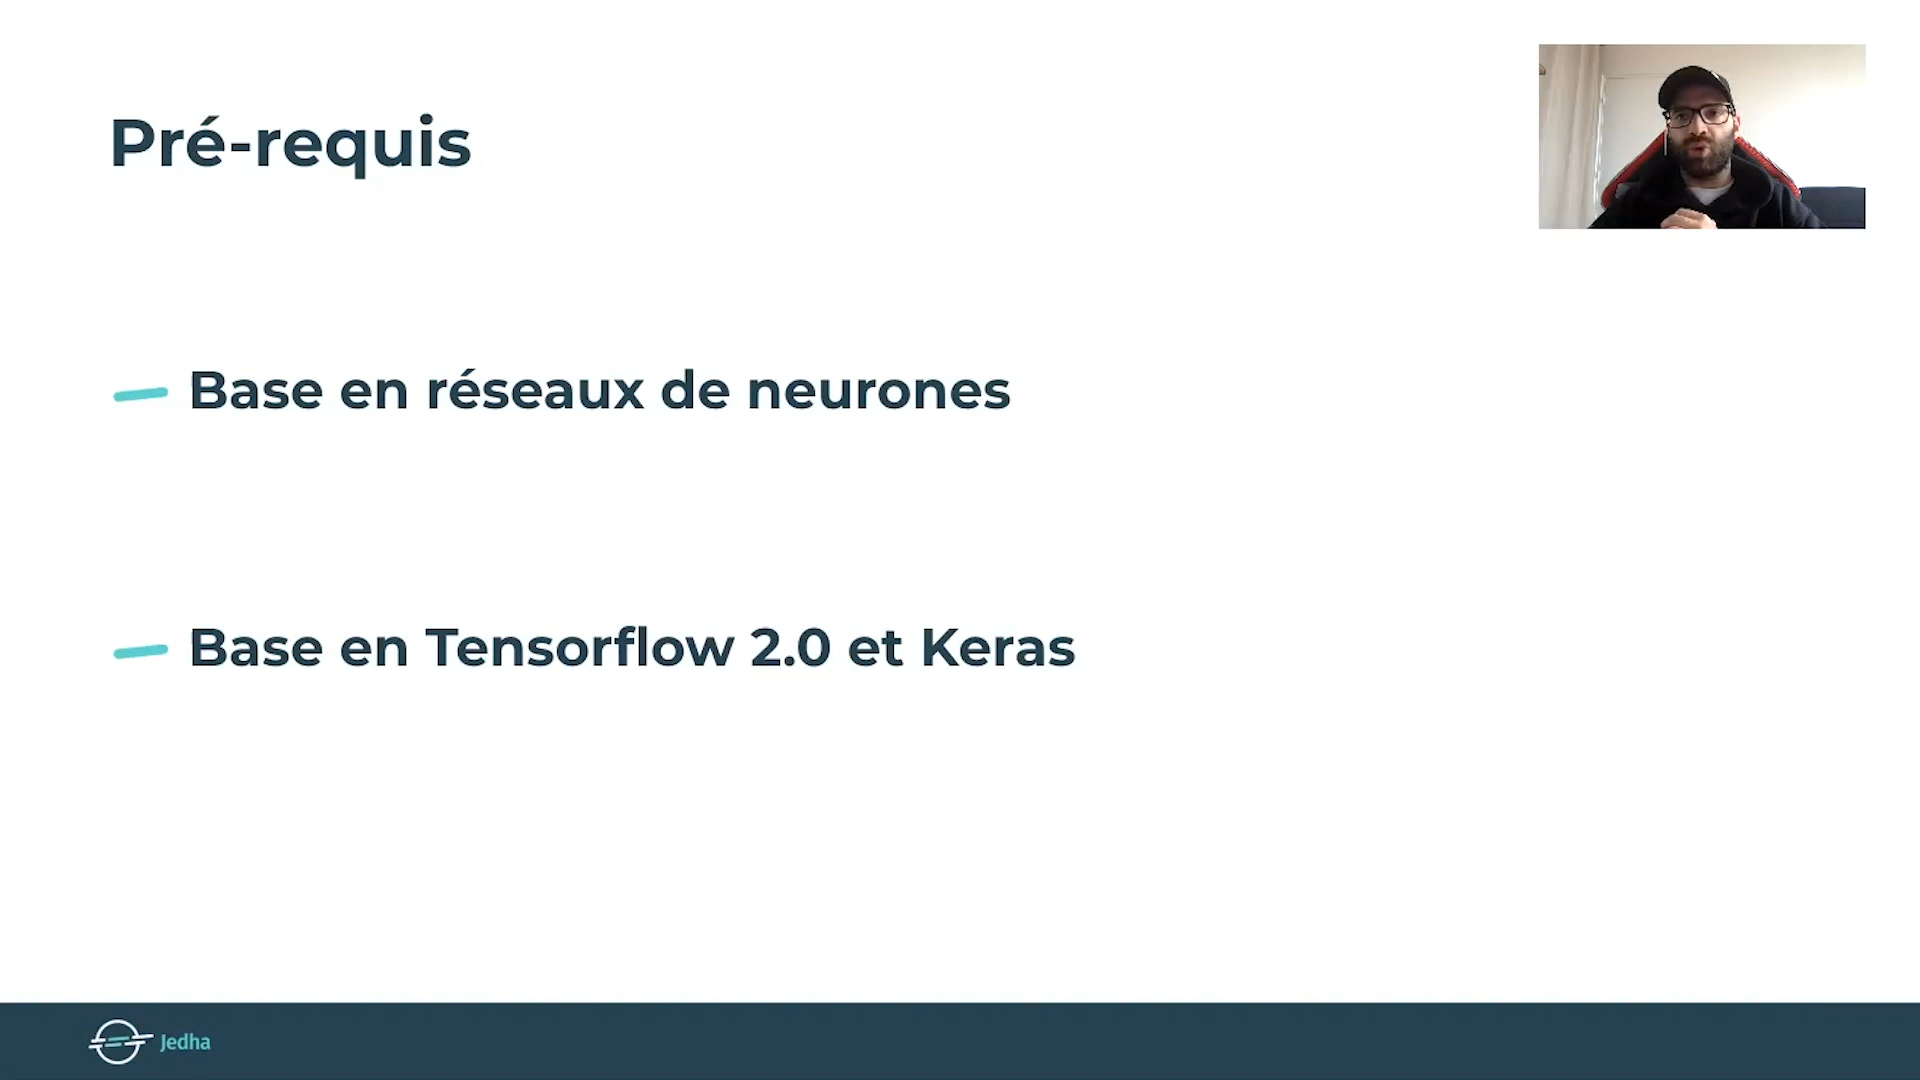 Pré-requis
Base en réseaux de neurones
Base en Tensorflow 2.0 et Keras
Jedha